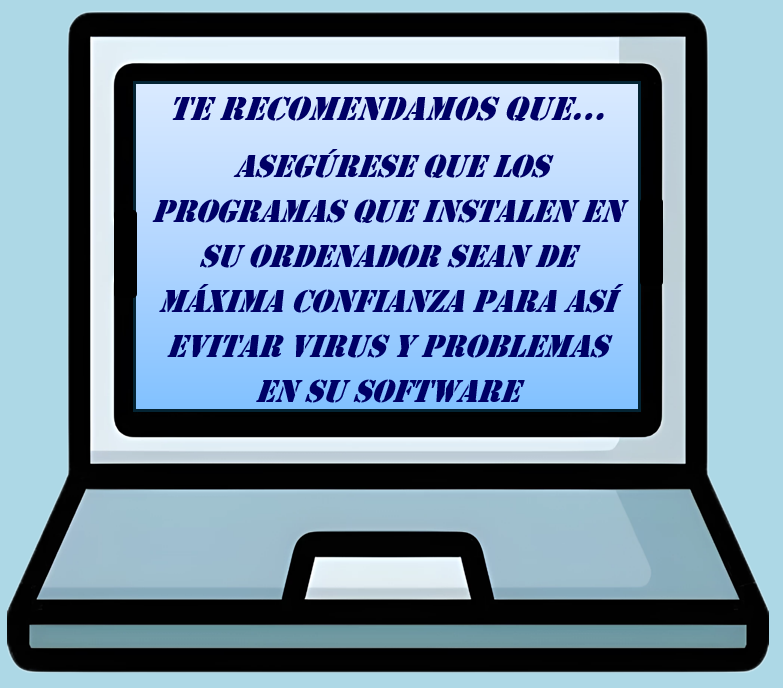 TE RECOMENDAMOS QUE...
ASEGÚRESE QUE LOS
PROGRAMAS QUE INSTALEN EN
SU ORDENADOR SEAN DE
MÁXIMA CONFIANZA PARA ASÍ
EVITAR VIRUS Y PROBLEMAS
EN SU SOFTWARE